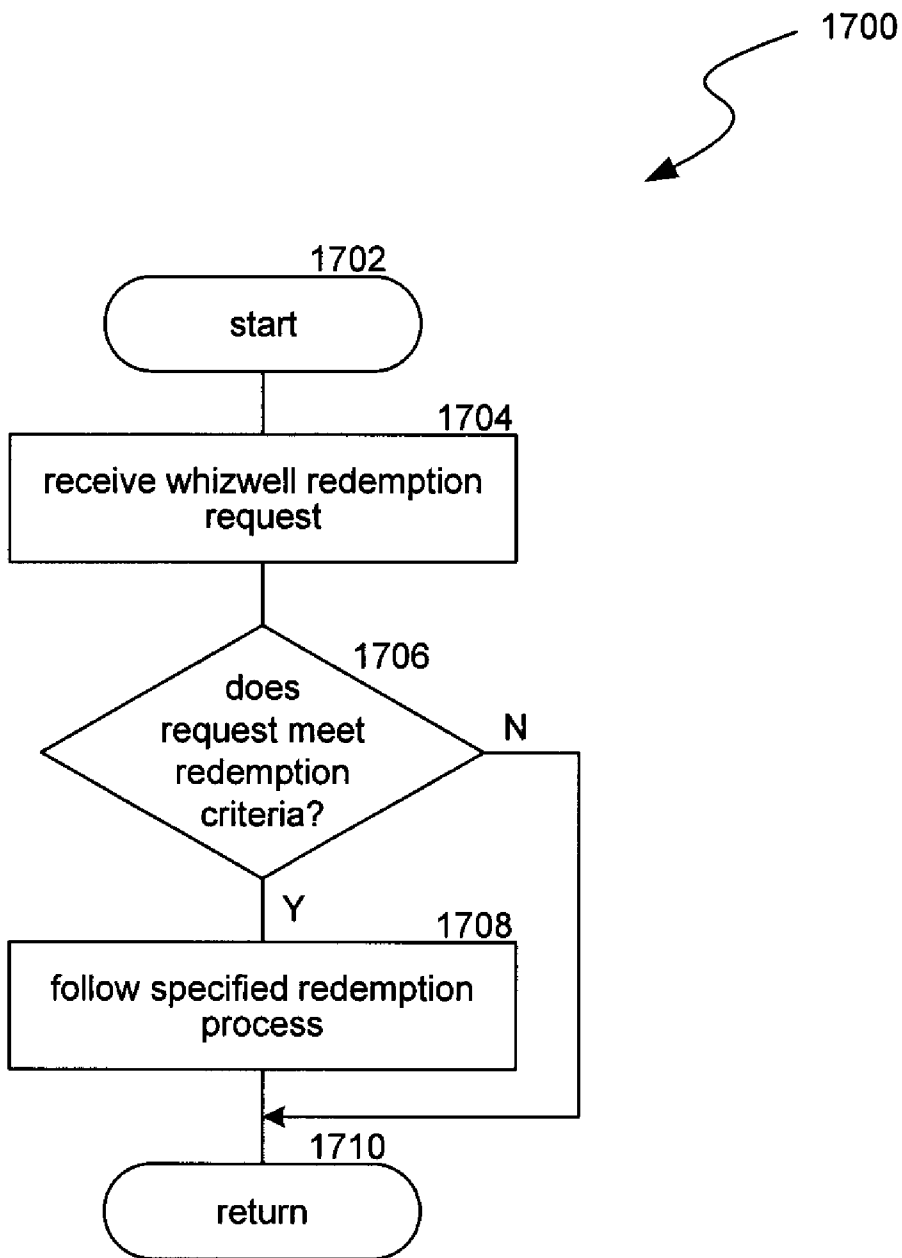 1700
1702
start
1704
receive whizwell redemption
request
1706
does
request meet
redemption
criteria?
N
Y
1708
follow specified redemption
process
1710
return